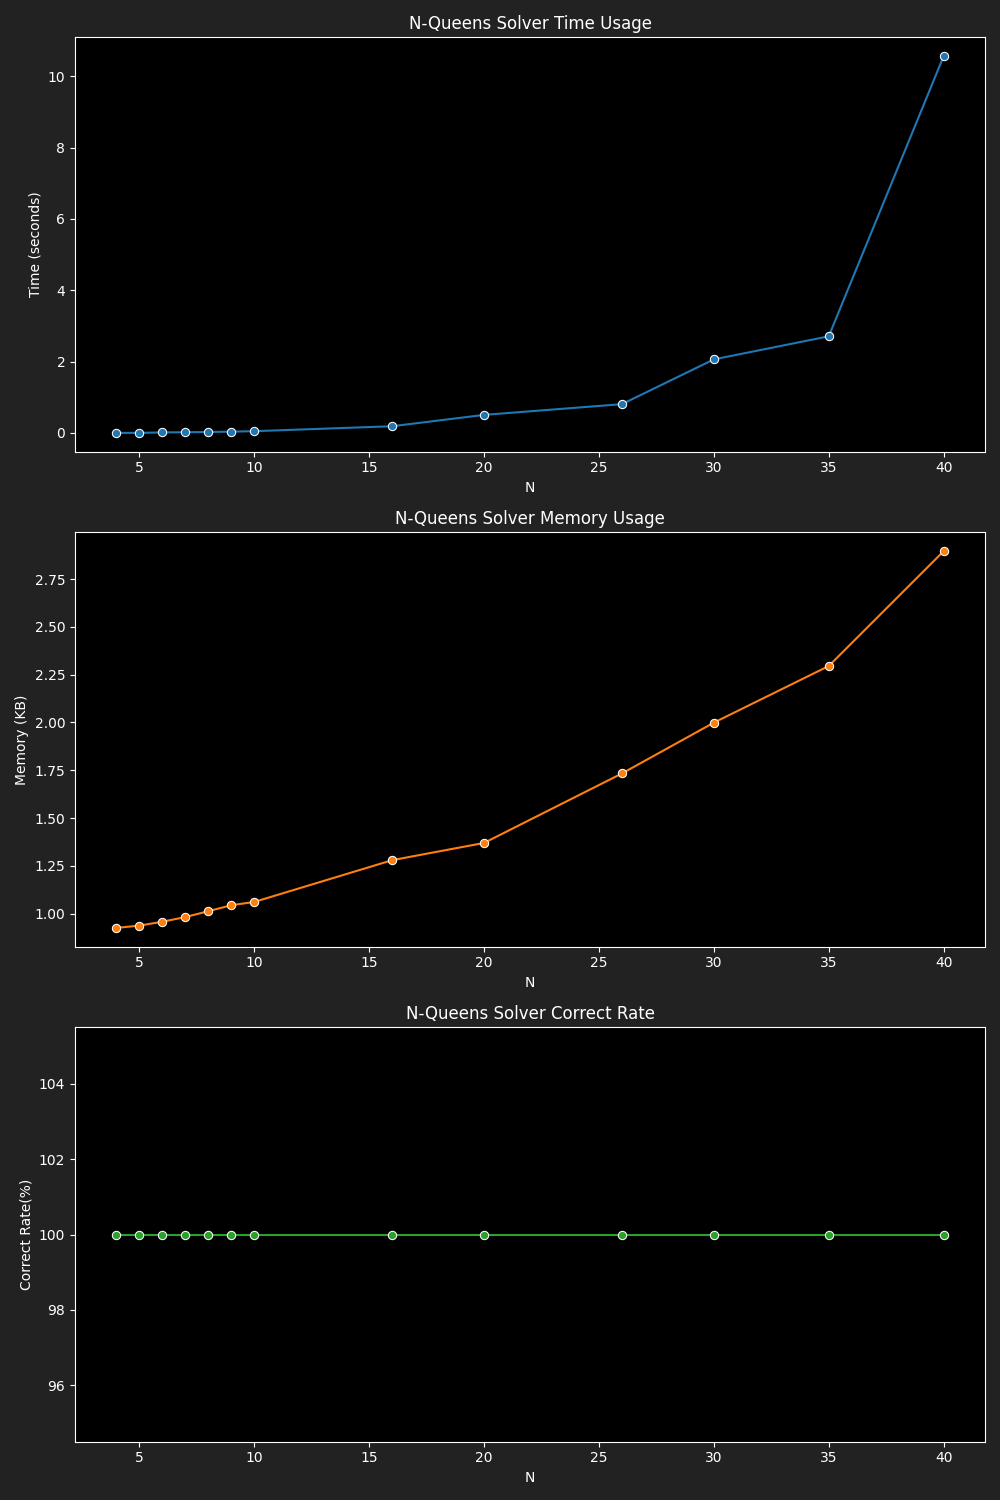 N-Queens Solver Time Usage
10
8
6
4
2
0
Time (seconds)
5 10 15 20 25 30 35 40
N
N-Queens Solver Memory Usage
2.75
2.50
2.25
2.00
1.75
1.50
1.25
1.00
Memory (KB)
5 10 15 20 25 30 35 40
N
N-Queens Solver Correct Rate
104
102
100
98
96
Correct Rate(%)
5 10 15 20 25 30 35 40
N